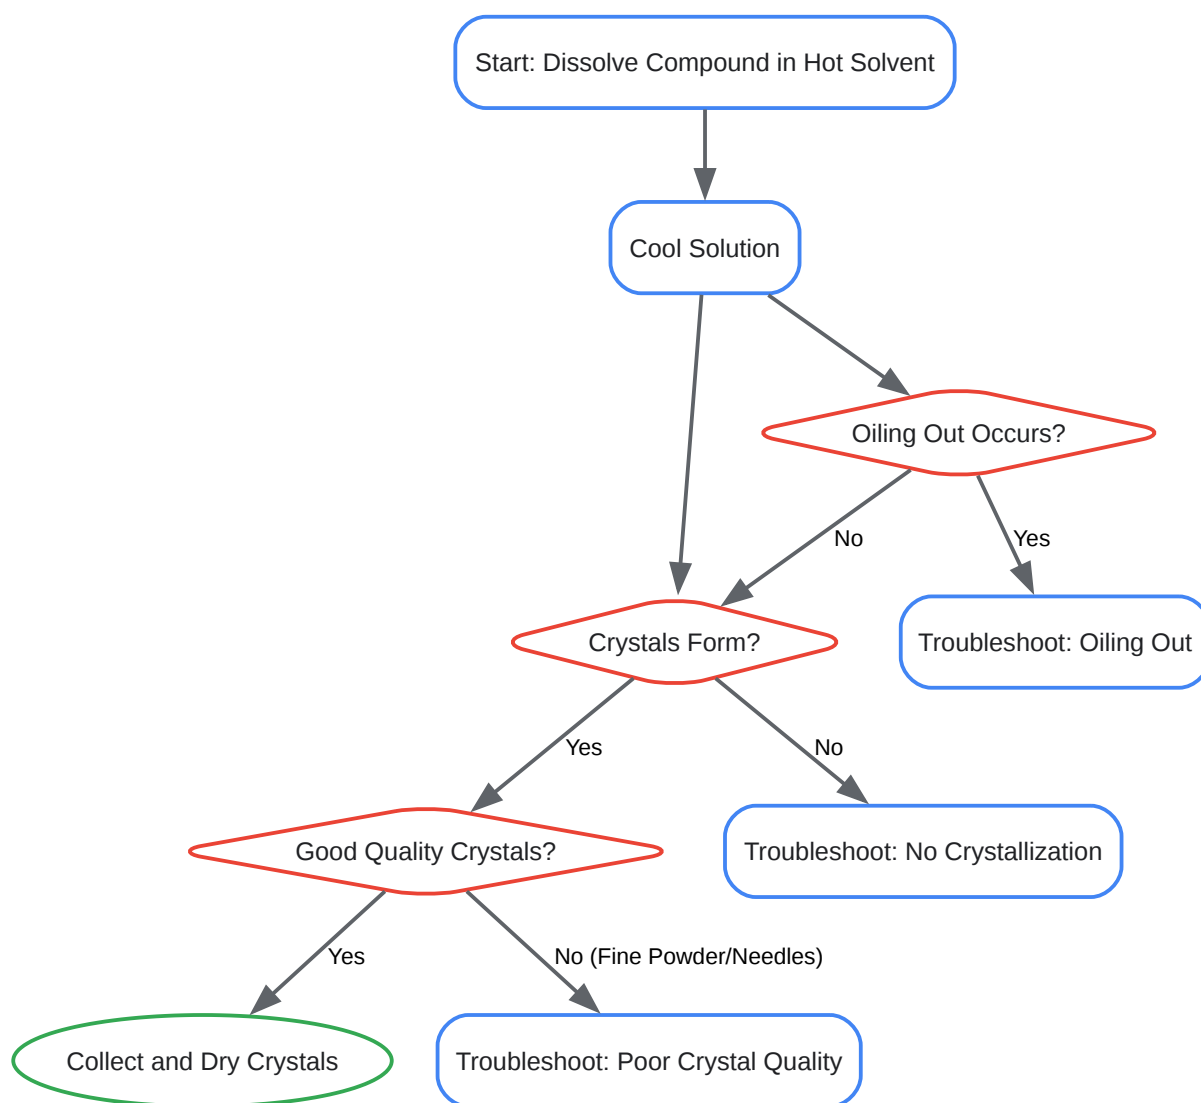 Start: Dissolve Compound in Hot Solvent
Cool Solution
Oiling Out Occurs?
No
Yes
Crystals Form?
Troubleshoot: Oiling Out
Yes
No
Good Quality Crystals?
Troubleshoot: No Crystallization
Yes
No (Fine Powder/Needles)
Collect and Dry Crystals
Troubleshoot: Poor Crystal Quality